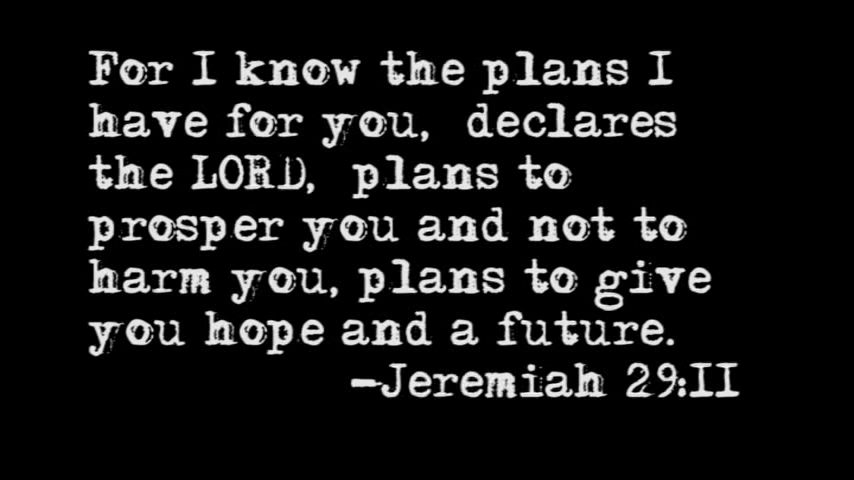 For I know the plans I
have for you, declares
the LORD, plans to
prosper you and not to
harm you, plans to give
you hope and a future.
-Jeremiah 29:II